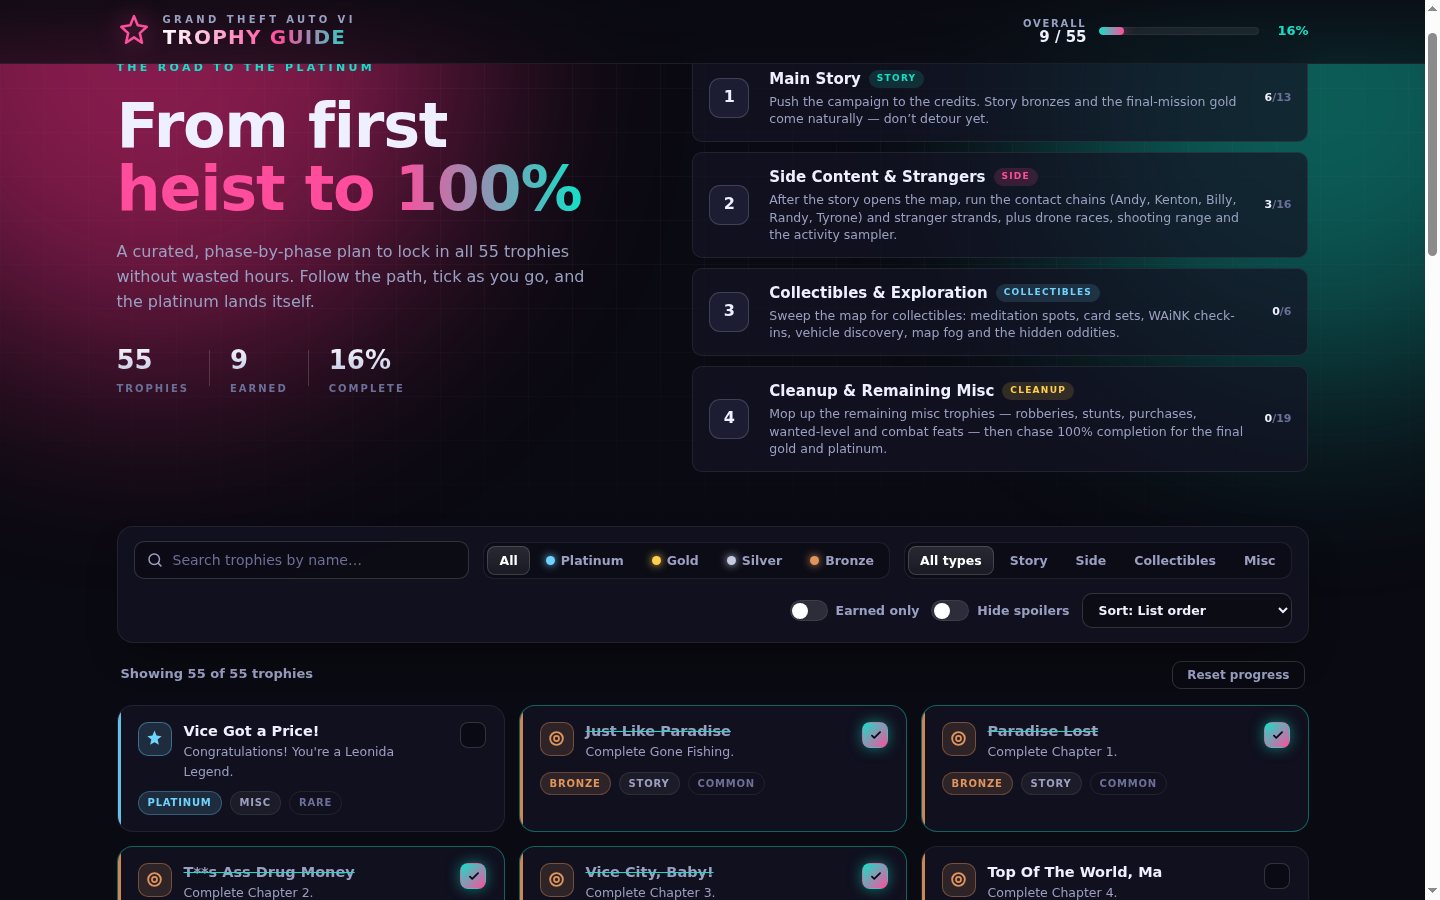 GRAND THEFT AUTO VI
TROPHY GUIDE
OVERALL
9 / 55
16%
THE ROAD TO THE PLATINUM
From first
heist to 100%
A curated, phase-by-phase plan to lock in all 55 trophies
without wasted hours. Follow the path, tick as you go, and
the platinum lands itself.
55
TROPHIES
9
EARNED
16%
COMPLETE
1
Main Story
STORY
Push the campaign to the credits. Story bronzes and the final-mission gold
come naturally — don’t detour yet.
6/13
2
Side Content & Strangers
SIDE
After the story opens the map, run the contact chains (Andy, Kenton, Billy,
Randy, Tyrone) and stranger strands, plus drone races, shooting range and
the activity sampler.
3/16
3
Collectibles & Exploration
COLLECTIBLES
Sweep the map for collectibles: meditation spots, card sets, WAiNK check-
ins, vehicle discovery, map fog and the hidden oddities.
0/6
4
Cleanup & Remaining Misc
CLEANUP
Mop up the remaining misc trophies — robberies, stunts, purchases,
wanted-level and combat feats — then chase 100% completion for the final
gold and platinum.
0/19
Search trophies by name…
All
Platinum
Gold
Silver
Bronze
All types
Story
Side
Collectibles
Misc
Earned only
Hide spoilers
Sort: List order
Showing 55 of 55 trophies
Reset progress
Vice Got a Price!
Congratulations! You're a Leonida
Legend.
PLATINUM
MISC
RARE
Just Like Paradise
Complete Gone Fishing.
BRONZE
STORY
COMMON
Paradise Lost
Complete Chapter 1.
BRONZE
STORY
COMMON
T**s Ass Drug Money
Complete Chapter 2.
Vice City, Baby!
Complete Chapter 3.
Top Of The World, Ma
Complete Chapter 4.